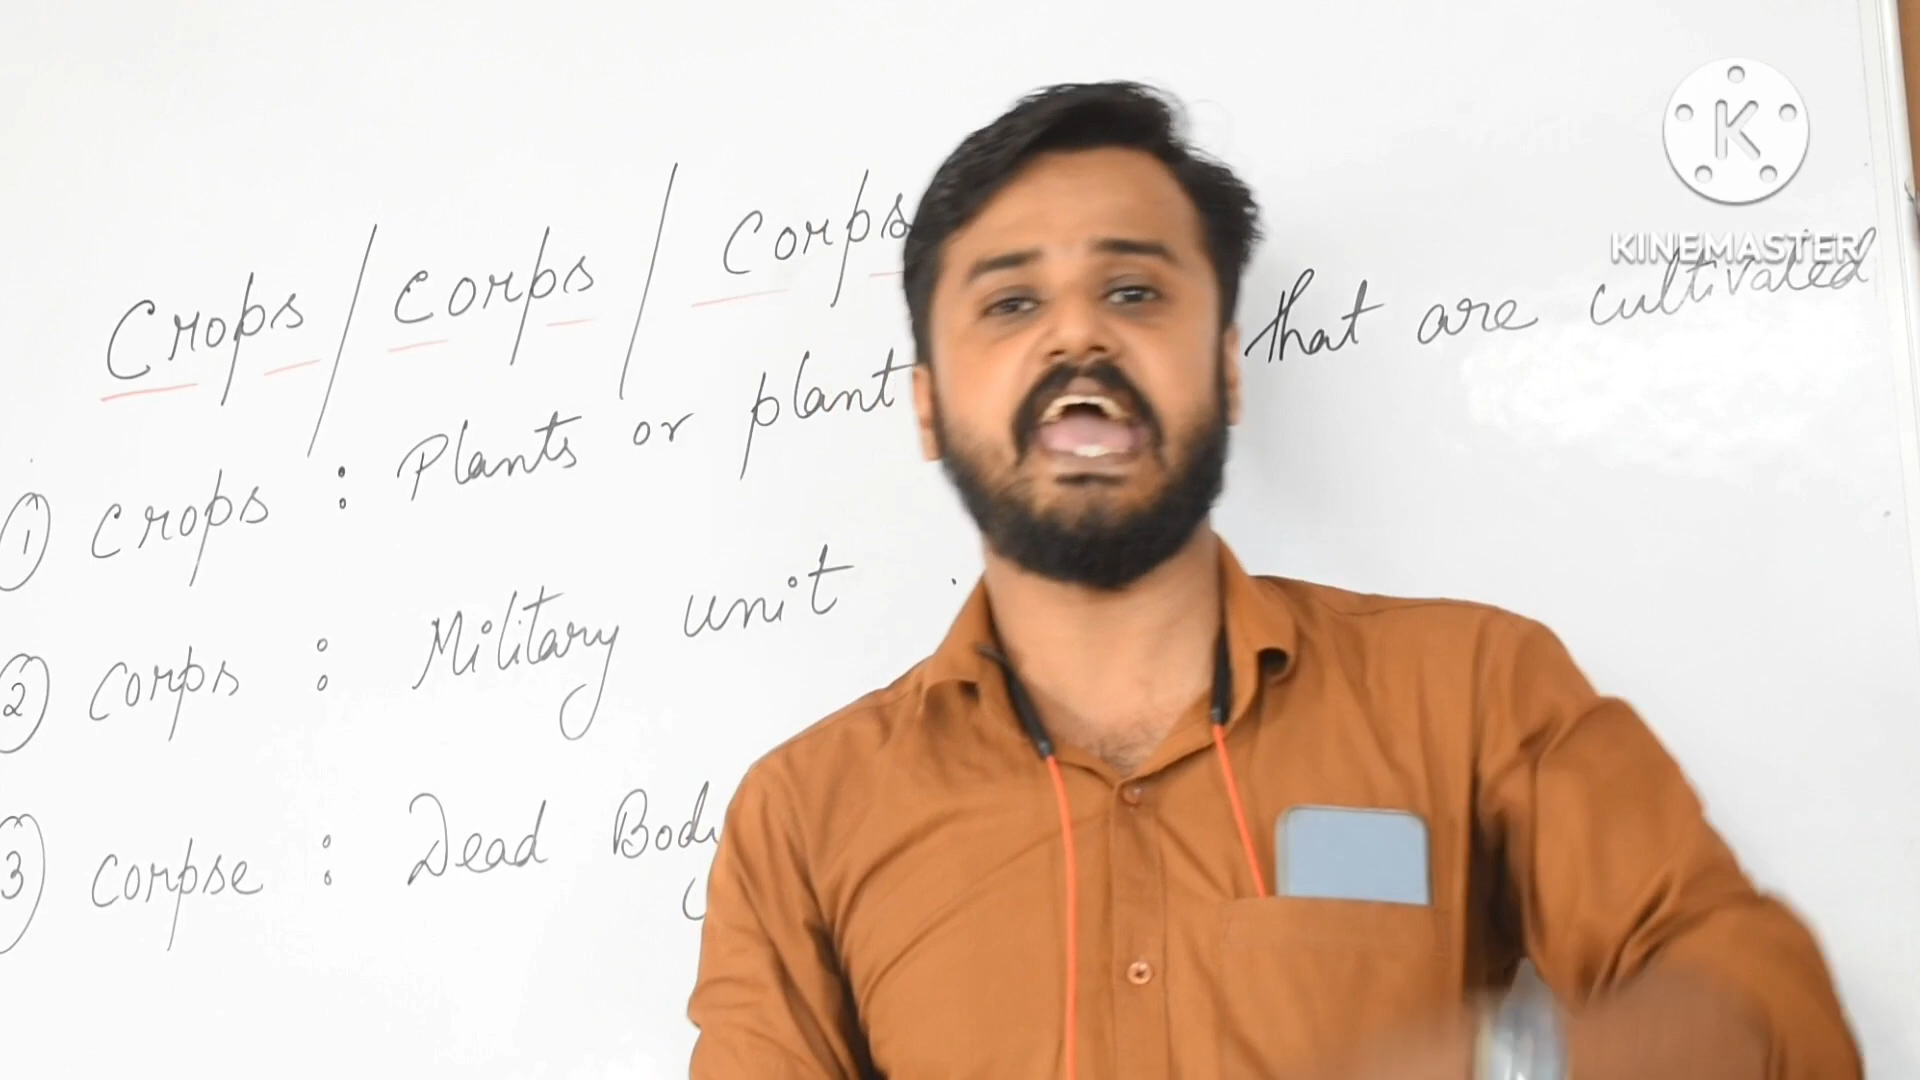 Crops / corps / Corps
① crops : Plants or plant that are cultivated
② corps : Military unit
③ corpse : Dead Body
K
KINEMASTER